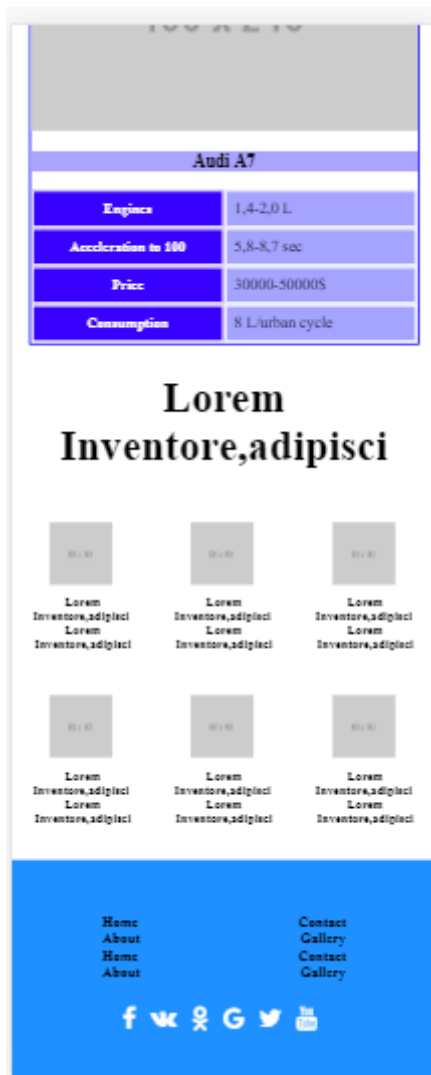 Audi A7
Engines 1,4-2,0 L
Acceleration to 100 5,8-8,7 sec
Price 30000-50000$
Consumption 8 L/urban cycle
Lorem
Inventore,adipisci
Lorem Lorem Lorem
Inventore,adipisci Inventore,adipisci Inventore,adipisci
Lorem Lorem Lorem
Inventore,adipisci Inventore,adipisci Inventore,adipisci
Lorem Lorem Lorem
Inventore,adipisci Inventore,adipisci Inventore,adipisci
Lorem Lorem Lorem
Inventore,adipisci Inventore,adipisci Inventore,adipisci
Home Contact
About Gallery
Home Contact
About Gallery
You
Tube